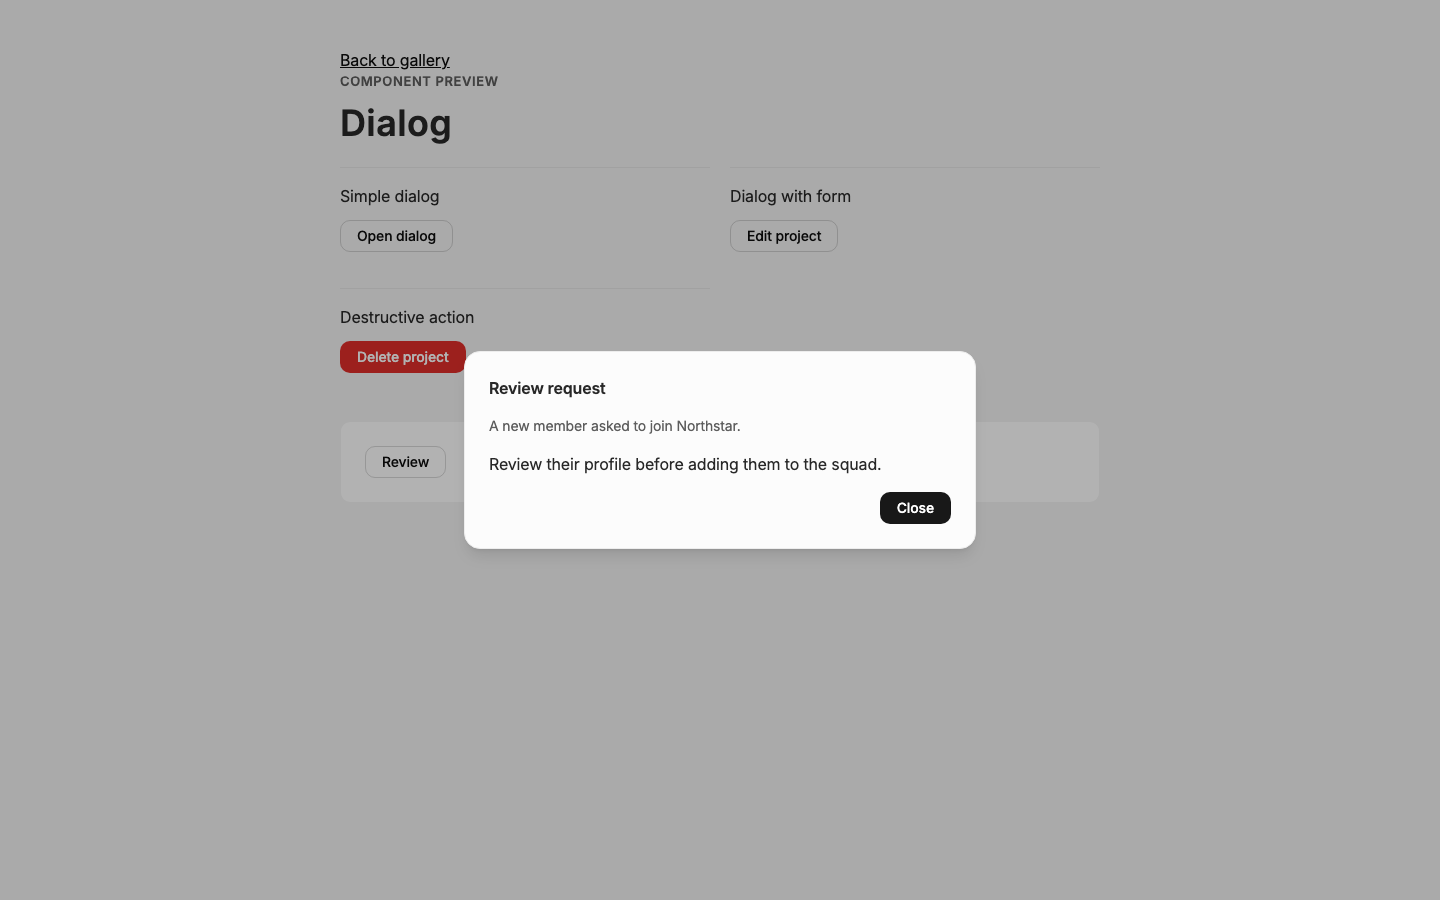 Back to gallery
COMPONENT PREVIEW
Dialog
Simple dialog
Open dialog
Dialog with form
Edit project
Destructive action
Delete project
Review
Review request
A new member asked to join Northstar.
Review their profile before adding them to the squad.
Close